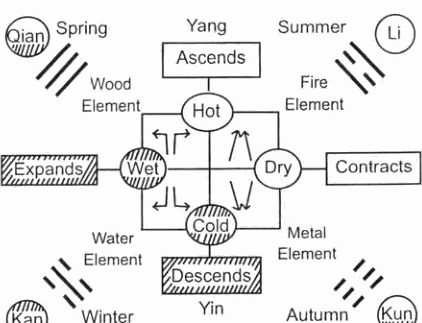 Qian Spring
Yang
Summer Li
Ascends
Wood
Element
Fire
Element
Hot
Expands
Wet
Dry
Contracts
Cold
Water
Element
Metal
Element
Descends
Kan Winter
Yin
Autumn Kun